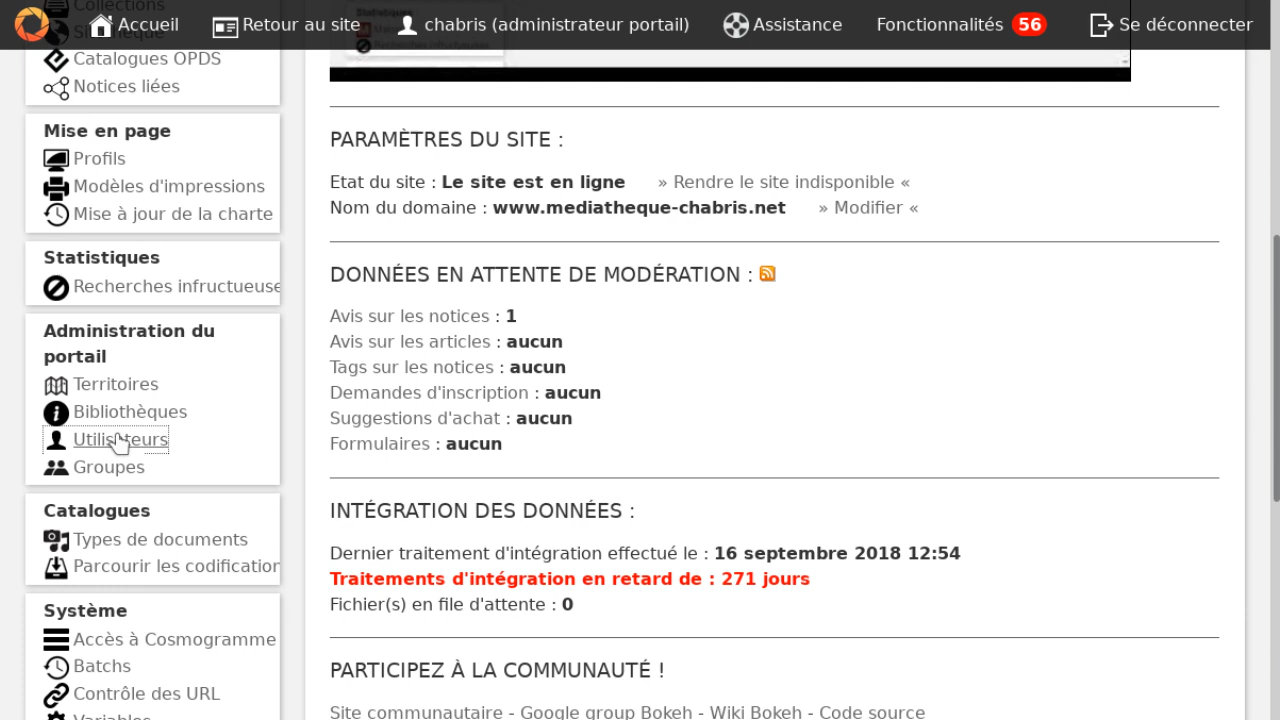 Collections
Accueil
Retour au site
chabris (administrateur portail)
Assistance
Fonctionnalités 56
Se déconnecter
Catalogues OPDS
Notices liées
Mise en page
Profils
Modèles d'impressions
Mise à jour de la charte
Statistiques
Recherches infructueuse
Administration du
portail
Territoires
Bibliothèques
Utilisateurs
Groupes
Catalogues
Types de documents
Parcourir les codification
Système
Accès à Cosmogramme
Batchs
Contrôle des URL
Variables
PARAMÈTRES DU SITE :
Etat du site : Le site est en ligne » Rendre le site indisponible «
Nom du domaine : www.mediatheque-chabris.net » Modifier «
DONNÉES EN ATTENTE DE MODÉRATION :
Avis sur les notices : 1
Avis sur les articles : aucun
Tags sur les notices : aucun
Demandes d'inscription : aucun
Suggestions d'achat : aucun
Formulaires : aucun
INTÉGRATION DES DONNÉES :
Dernier traitement d'intégration effectué le : 16 septembre 2018 12:54
Traitements d'intégration en retard de : 271 jours
Fichier(s) en file d'attente : 0
PARTICIPEZ À LA COMMUNAUTÉ !
Site communautaire - Google group Bokeh - Wiki Bokeh - Code source